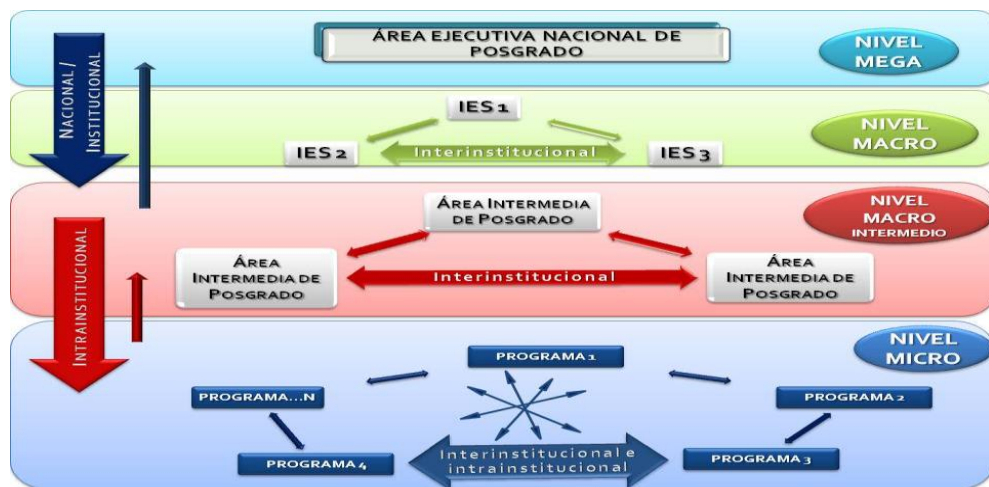 ÁREA EJECUTIVA NACIONAL DE
POSGRADO
NIVEL
MEGA
NACIONAL /
INSTITUCIONAL
IES 1
IES 2
Interinstitucional
IES 3
NIVEL
MACRO
ÁREA INTERMEDIA
DE POSGRADO
NIVEL
MACRO
INTERMEDIO
ÁREA
INTERMEDIA DE
POSGRADO
Interinstitucional
ÁREA
INTERMEDIA DE
POSGRADO
INTRAINSTITUCIONAL
NIVEL
MICRO
PROGRAMA 1
PROGRAMA...N
PROGRAMA 2
PROGRAMA 4
Interinstitucional e
intrainstitucional
PROGRAMA 3